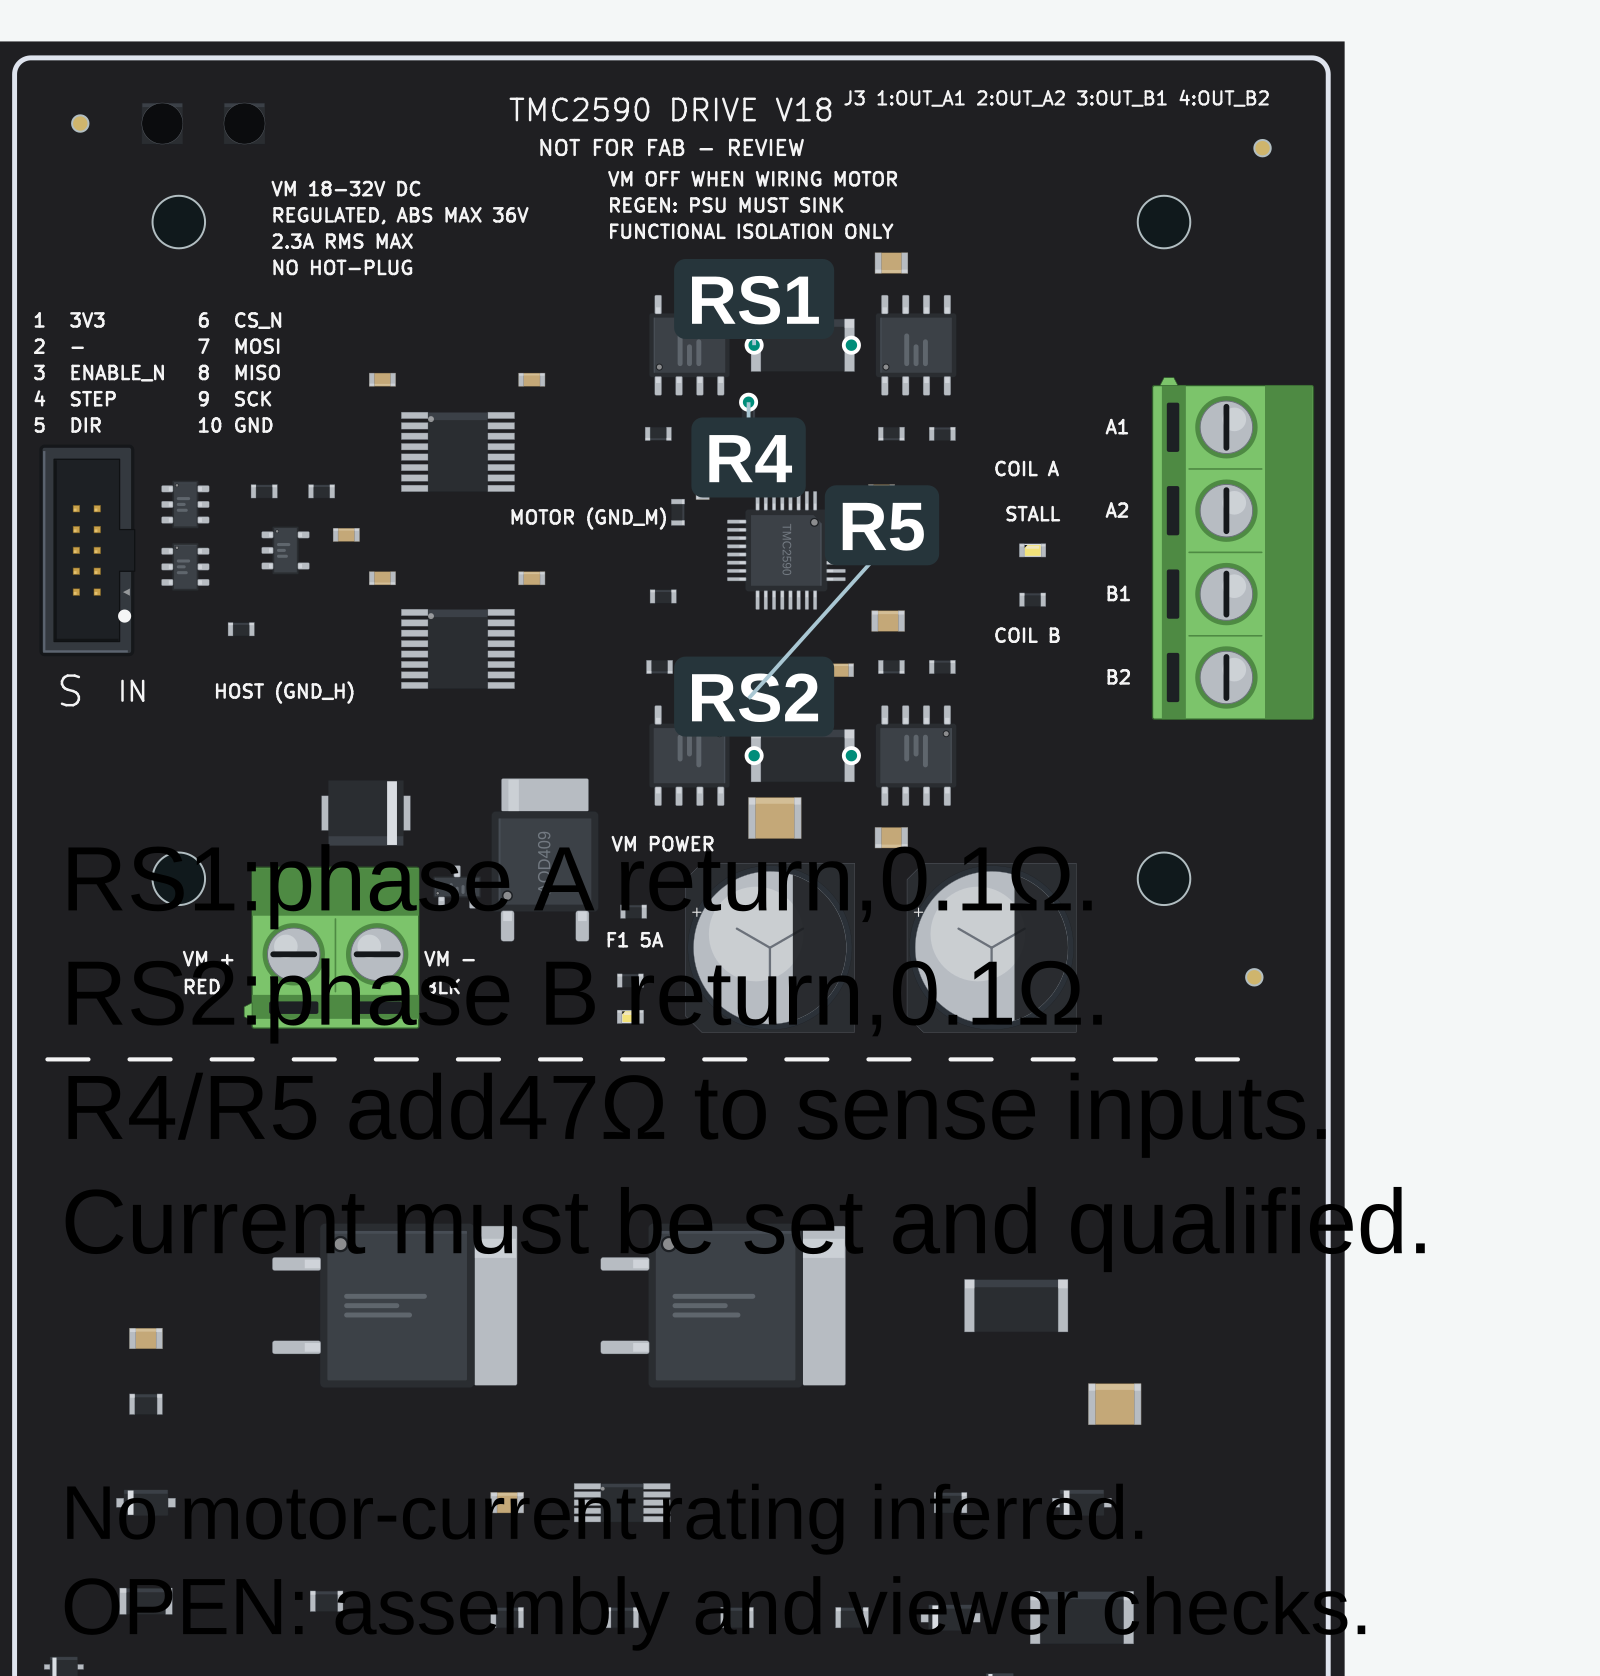 TMC2590 DRIVE V18
J3 1:OUT_A1 2:OUT_A2 3:OUT_B1 4:OUT_B2
NOT FOR FAB - REVIEW
VM 18-32V DC
REGULATED, ABS MAX 36V
2.3A RMS MAX
NO HOT-PLUG
VM OFF WHEN WIRING MOTOR
REGEN: PSU MUST SINK
FUNCTIONAL ISOLATION ONLY
RS1
1 3V3 6 CS_N
2 - 7 MOSI
3 ENABLE_N 8 MISO
4 STEP 9 SCK
5 DIR 10 GND
R4
A1
COIL A
A2
STALL
MOTOR (GND_M)
R5
TMC2590
B1
COIL B
B2
RS2
S IN
HOST (GND_H)
VM POWER
AOD409
RS1:phase A return,0.1Ω.
F1 5A
VM + VM -
RED BLK
RS2:phase B return,0.1Ω.
R4/R5 add47Ω to sense inputs.
Current must be set and qualified.
No motor-current rating inferred.
OPEN: assembly and viewer checks.